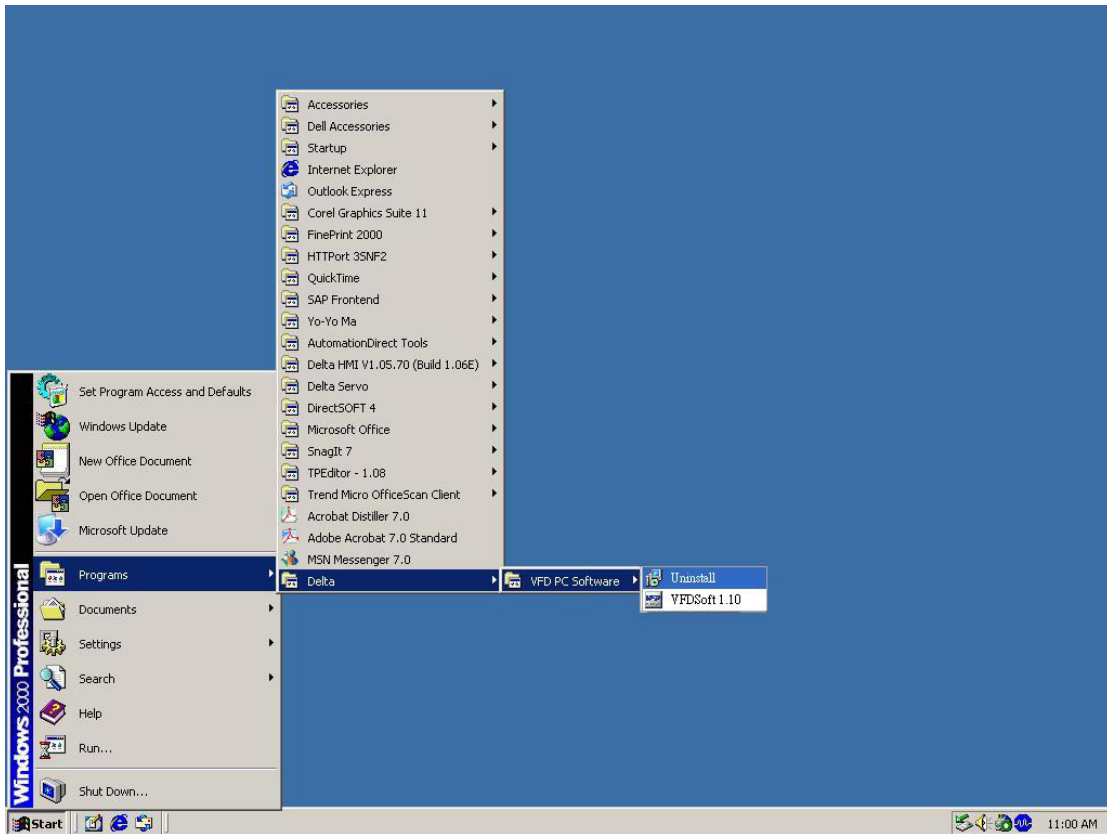 Accessories
Dell Accessories
Startup
Internet Explorer
Outlook Express
Corel Graphics Suite 11
FinePrint 2000
HTTPort 3SNF2
QuickTime
SAP Frontend
Yo-Yo Ma
AutomationDirect Tools
Delta HMI V1.05.70 (Build 1.06E)
Delta Servo
DirectSOFT 4
Microsoft Office
SnagIt 7
TPEditor - 1.08
Trend Micro OfficeScan Client
Acrobat Distiller 7.0
Adobe Acrobat 7.0 Standard
MSN Messenger 7.0
Delta
VFD PC Software
Uninstall
VFDSoft 1.10
Set Program Access and Defaults
Windows Update
New Office Document
Open Office Document
Microsoft Update
Programs
Documents
Settings
Search
Help
Run...
Shut Down...
Windows 2000 Professional
Start
11:00 AM